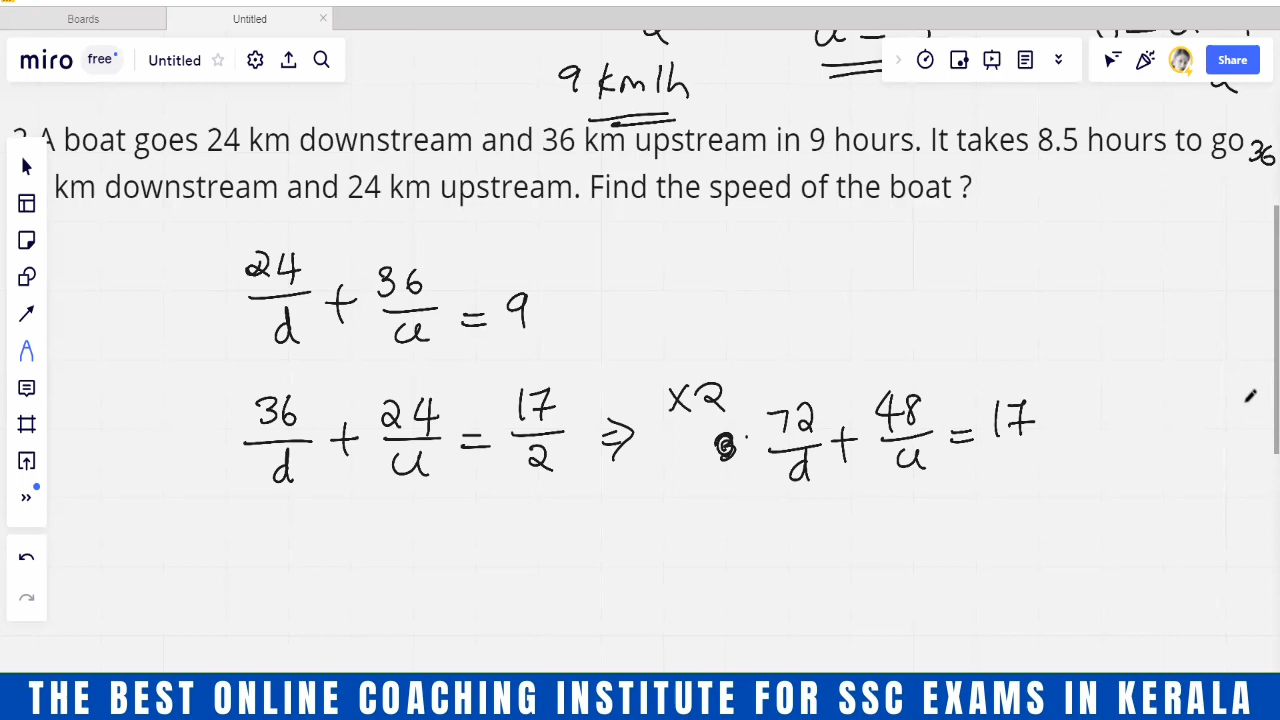 Boards Untitled
miro free Untitled Share
9 km/h
A boat goes 24 km downstream and 36 km upstream in 9 hours. It takes 8.5 hours to go 36
km downstream and 24 km upstream. Find the speed of the boat ?
24/d + 36/u = 9
36/d + 24/u = 17/2 ⇒ ×2 72/d + 48/u = 17
THE BEST ONLINE COACHING INSTITUTE FOR SSC EXAMS IN KERALA